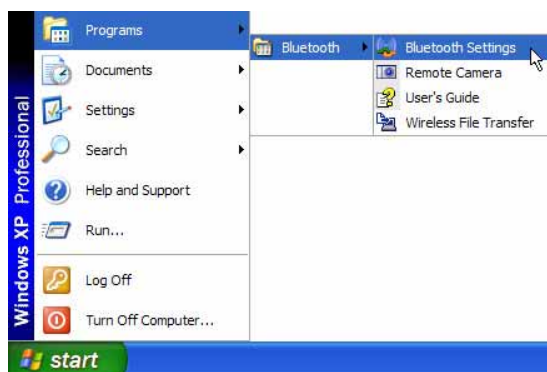 Programs
Documents
Settings
Search
Help and Support
Run...
Log Off
Turn Off Computer...
Windows XP Professional
start
Bluetooth
Bluetooth Settings
Remote Camera
User's Guide
Wireless File Transfer